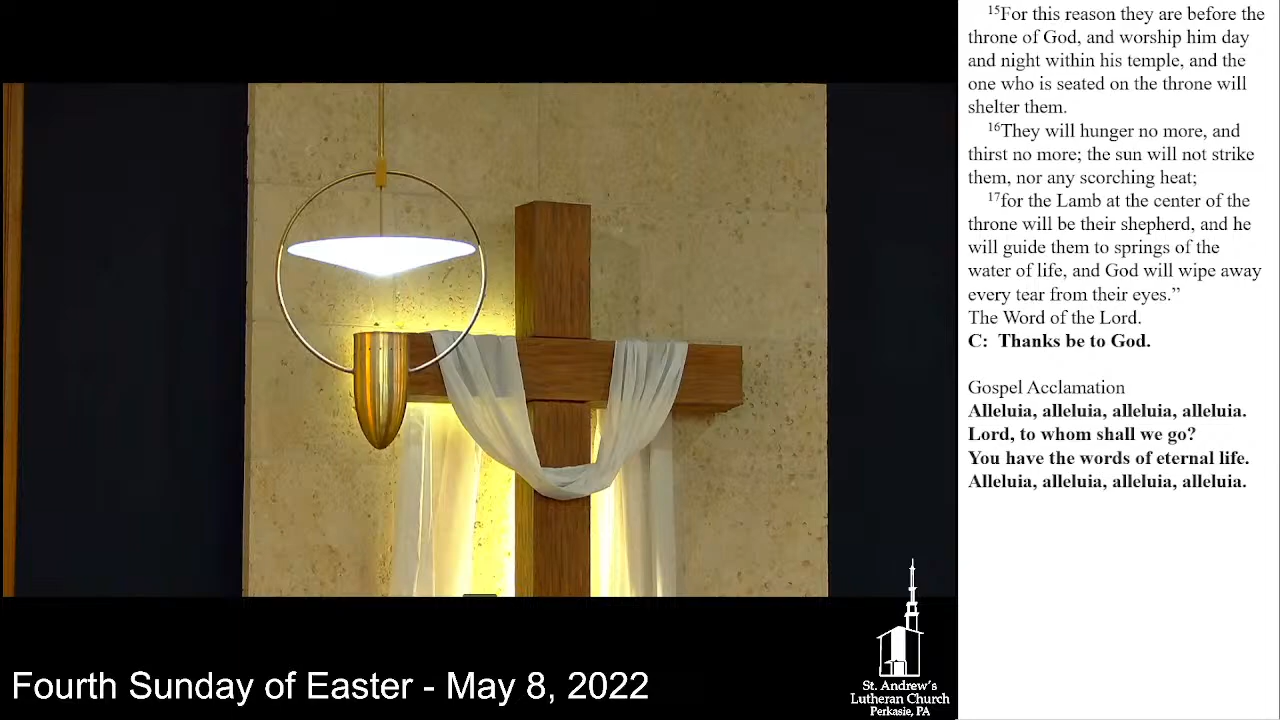 ¹⁵For this reason they are before the
throne of God, and worship him day
and night within his temple, and the
one who is seated on the throne will
shelter them.
¹⁶They will hunger no more, and
thirst no more; the sun will not strike
them, nor any scorching heat;
¹⁷for the Lamb at the center of the
throne will be their shepherd, and he
will guide them to springs of the
water of life, and God will wipe away
every tear from their eyes.”
The Word of the Lord.
C:  Thanks be to God.
Gospel Acclamation
Alleluia, alleluia, alleluia, alleluia.
Lord, to whom shall we go?
You have the words of eternal life.
Alleluia, alleluia, alleluia, alleluia.
Fourth Sunday of Easter - May 8, 2022
St. Andrew's
Lutheran Church
Perkasie, PA